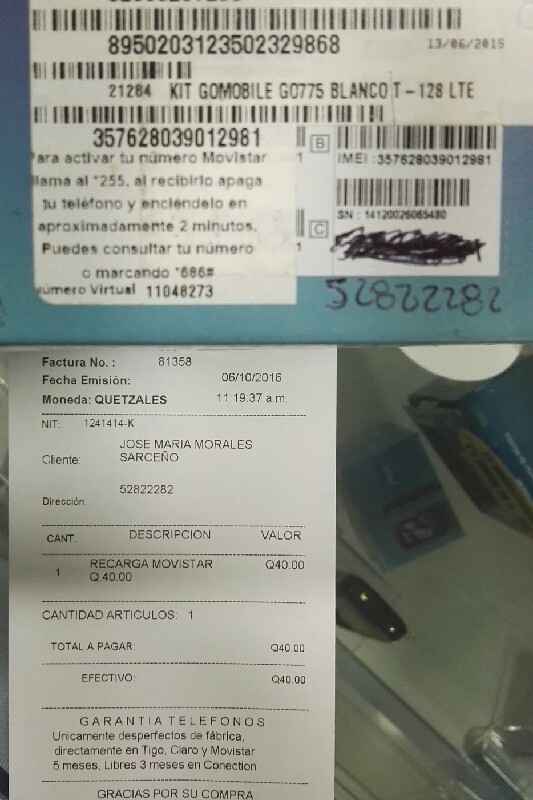 8950203123502329868
13/06/2015
21284 KIT GOMOBILE GO775 BLANCO T-128 LTE
357628039012981
Para activar tu número Movistar
llama al *255, al recibirlo apaga
tu teléfono y enciéndelo en
aproximadamente 2 minutos.
Puedes consultar tu número
o marcando *686#
Número Virtual 11048273
1 B IMEI :357628039012981
SN : 14120026065480
1 C
52822282
Factura No. : 81358
Fecha Emisión: 06/10/2016
Moneda: QUETZALES 11:19:37 a.m.
NIT: 1241414-K
Cliente: JOSE MARIA MORALES
SARCEÑO
Dirección: 52822282
CANT. DESCRIPCION VALOR
1 RECARGA MOVISTAR Q40.00
Q.40.00
CANTIDAD ARTICULOS: 1
TOTAL A PAGAR: Q40.00
EFECTIVO: Q40.00
GARANTIA TELEFONOS
Unicamente desperfectos de fábrica,
directamente en Tigo, Claro y Movistar
5 meses, Libres 3 meses en Conection
GRACIAS POR SU COMPRA